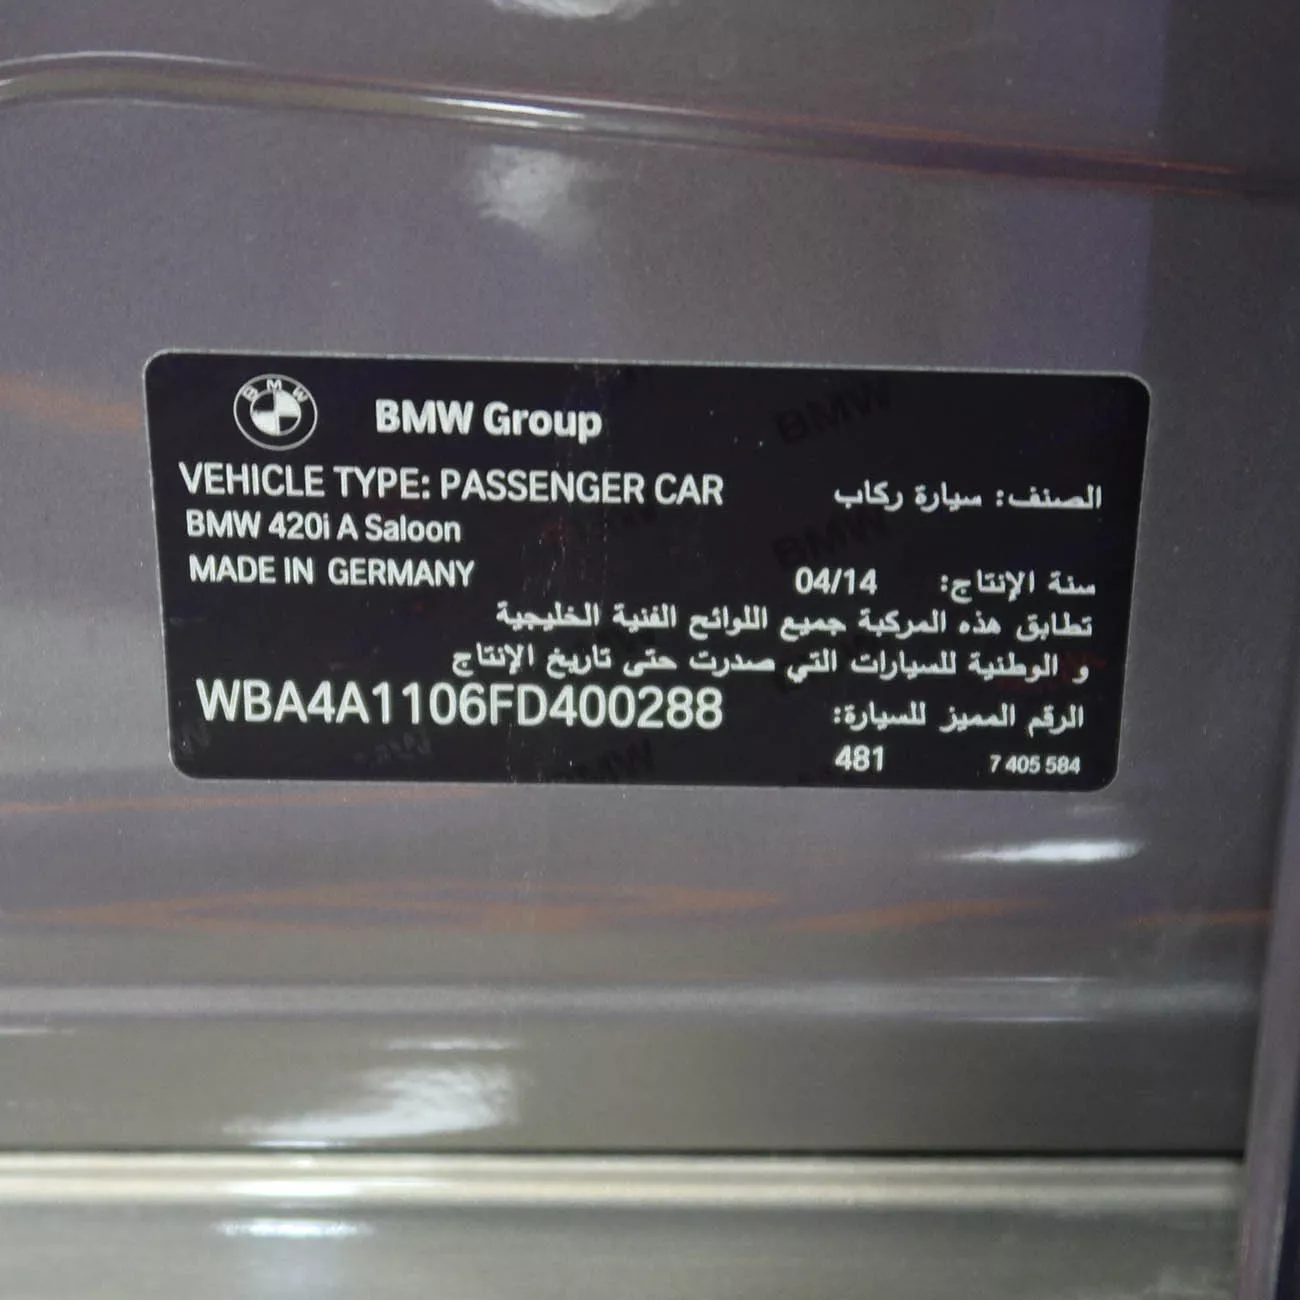 BMW
BMW Group
VEHICLE TYPE: PASSENGER CAR
الصنف: سيارة ركاب
BMW 420i A Saloon
MADE IN GERMANY
سنة الإنتاج: 04/14
تطابق هذه المركبة جميع اللوائح الفنية الخليجية
و الوطنية للسيارات التي صدرت حتى تاريخ الإنتاج
الرقم المميز للسيارة: WBA4A1106FD400288
481
7 405 584